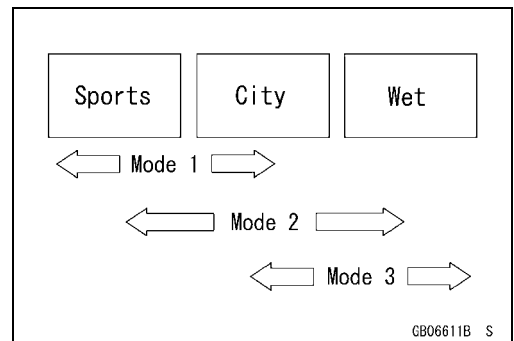 Sports City Wet
Mode 1
Mode 2
Mode 3
GB06611B S